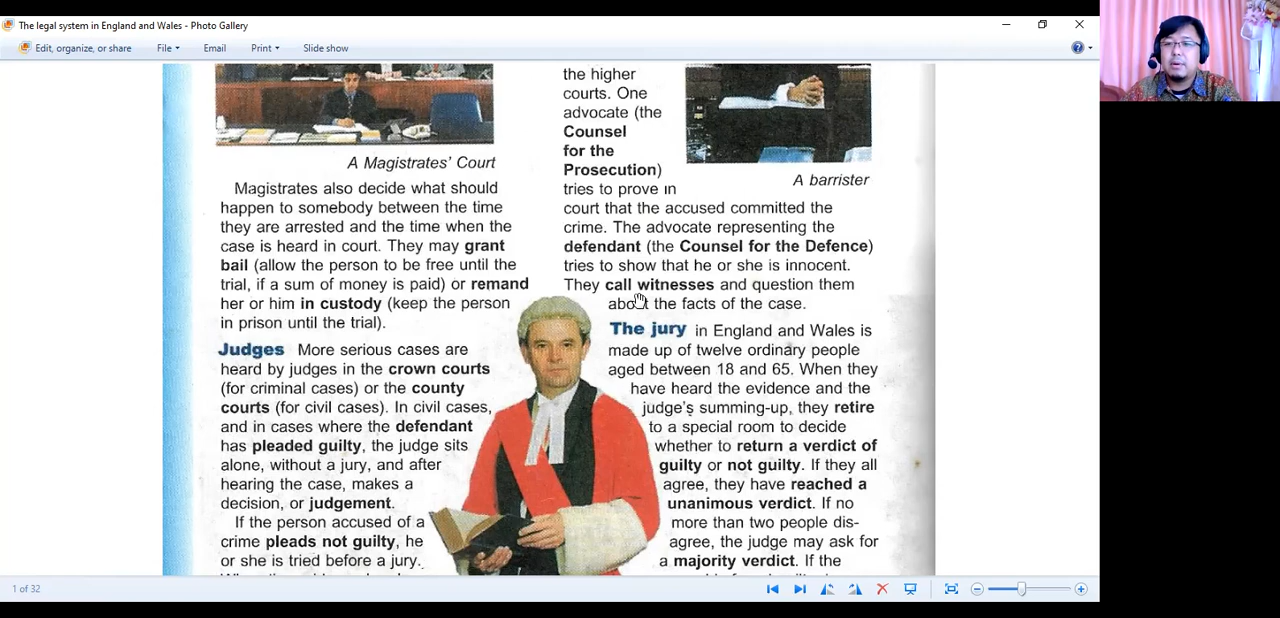 The legal system in England and Wales - Photo Gallery
Edit, organize, or share
File
Email
Print
Slide show
A Magistrates' Court
Magistrates also decide what should
happen to somebody between the time
they are arrested and the time when the
case is heard in court. They may grant
bail (allow the person to be free until the
trial, if a sum of money is paid) or remand
her or him in custody (keep the person
in prison until the trial).
Judges More serious cases are
heard by judges in the crown courts
(for criminal cases) or the county
courts (for civil cases). In civil cases,
and in cases where the defendant
has pleaded guilty, the judge sits
alone, without a jury, and after
hearing the case, makes a
decision, or judgement.
If the person accused of a
crime pleads not guilty, he
or she is tried before a jury.
the higher
courts. One
advocate (the
Counsel
for the
Prosecution)
tries to prove in
court that the accused committed the
crime. The advocate representing the
defendant (the Counsel for the Defence)
tries to show that he or she is innocent.
They call witnesses and question them
about the facts of the case.
A barrister
The jury in England and Wales is
made up of twelve ordinary people
aged between 18 and 65. When they
have heard the evidence and the
judge's summing-up, they retire
to a special room to decide
whether to return a verdict of
guilty or not guilty. If they all
agree, they have reached a
unanimous verdict. If no
more than two people dis-
agree, the judge may ask for
a majority verdict. If the
1 of 32